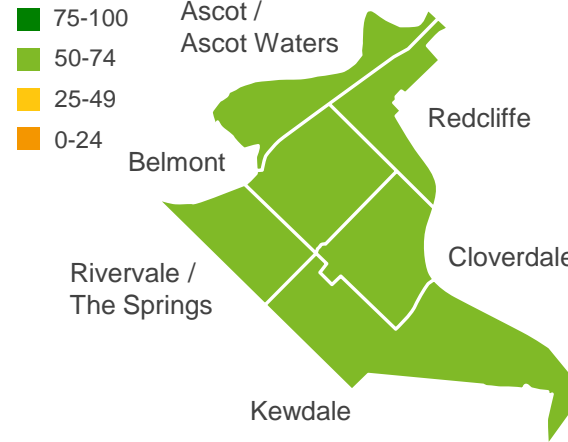 75-100
50-74
25-49
0-24
Ascot /
Ascot Waters
Redcliffe
Belmont
Cloverdale
Rivervale /
The Springs
Kewdale